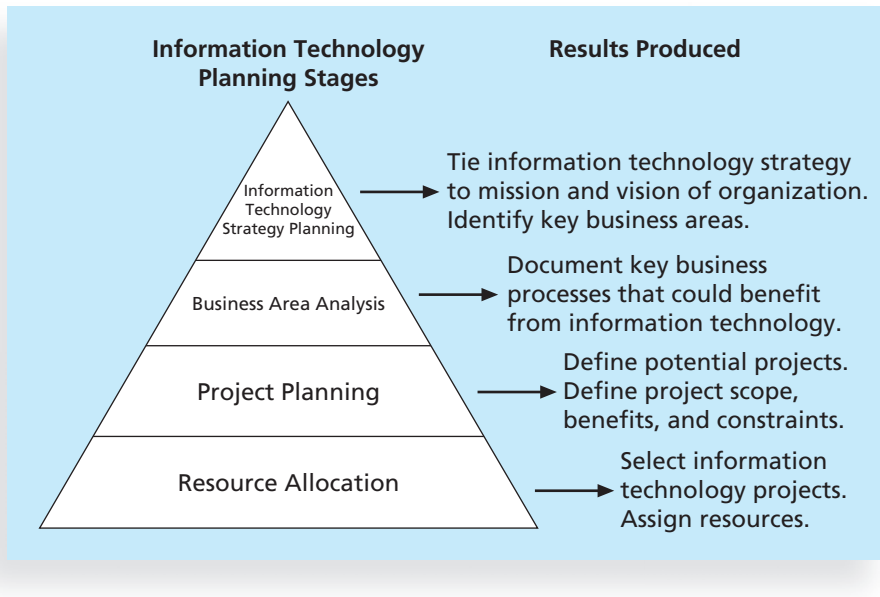 Information Technology
Planning Stages
Results Produced
Information
Technology
Strategy Planning
Tie information technology strategy
to mission and vision of organization.
Identify key business areas.
Business Area Analysis
Document key business
processes that could benefit
from information technology.
Project Planning
Define potential projects.
Define project scope,
benefits, and constraints.
Resource Allocation
Select information
technology projects.
Assign resources.